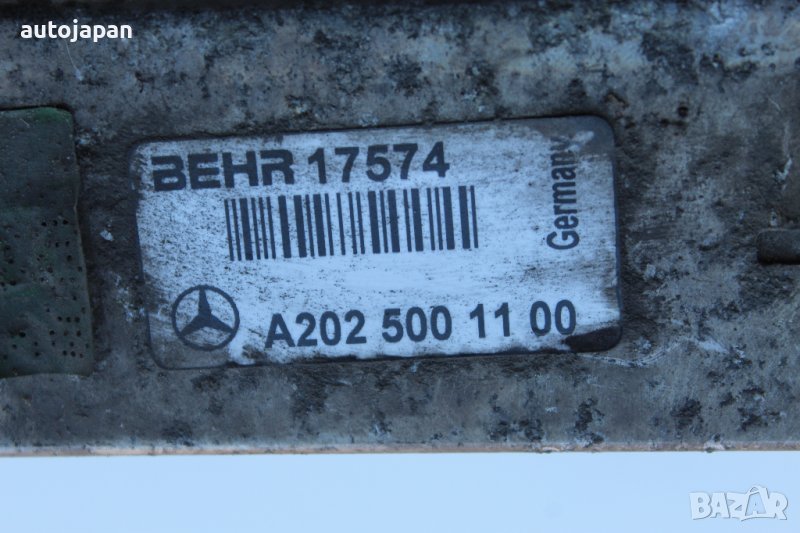 autojapan
BEHR 17574
Germany
A202 500 11 00
BAZAR